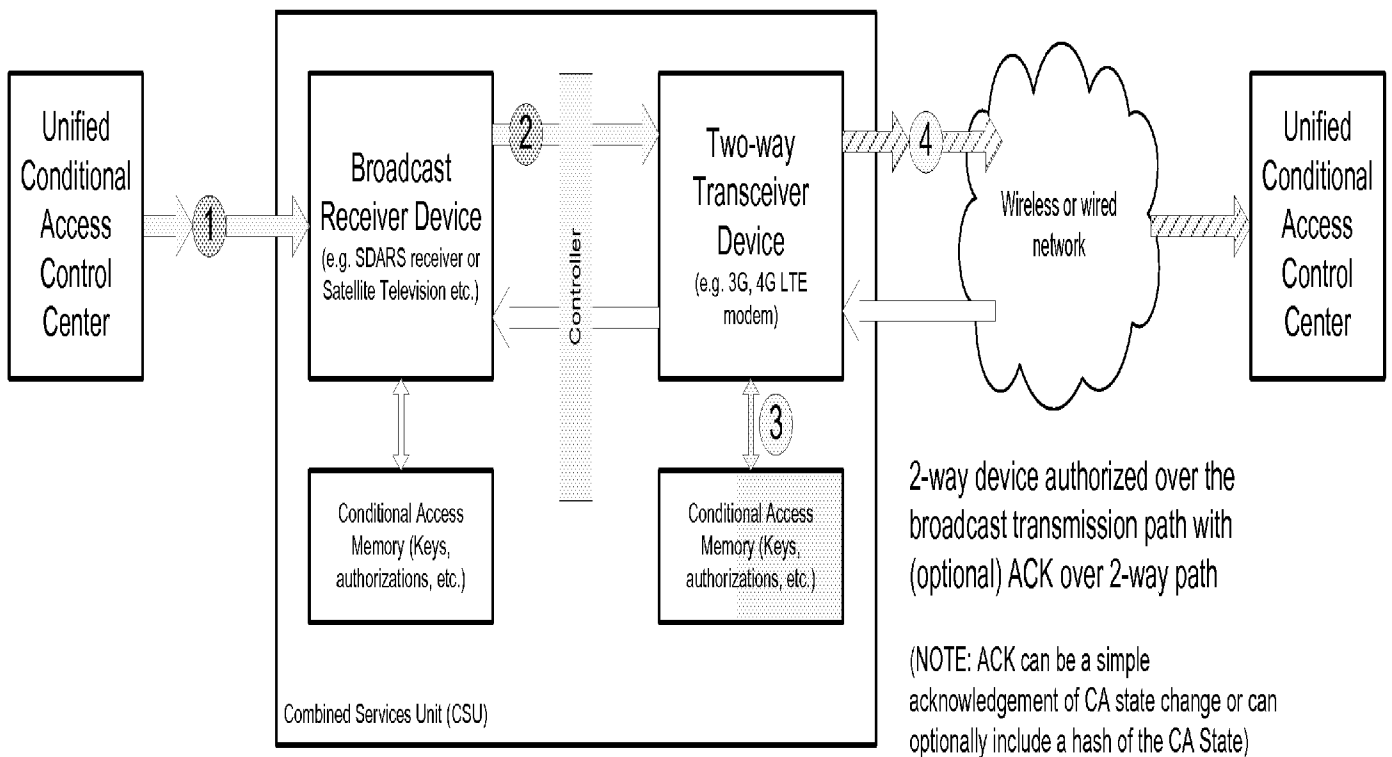 Unified
Conditional
Access
Control
Center
1
Broadcast
Receiver Device
(e.g. SDARS receiver or
Satellite Television etc.)
2
Controller
Two-way
Transceiver
Device
(e.g. 3G, 4G LTE
modem)
4
Wireless or wired
network
Unified
Conditional
Access
Control
Center
3
Conditional Access
Memory (Keys,
authorizations, etc.)
Conditional Access
Memory (Keys,
authorizations, etc.)
Combined Services Unit (CSU)
2-way device authorized over the
broadcast transmission path with
(optional) ACK over 2-way path
(NOTE: ACK can be a simple
acknowledgement of CA state change or can
optionally include a hash of the CA State)